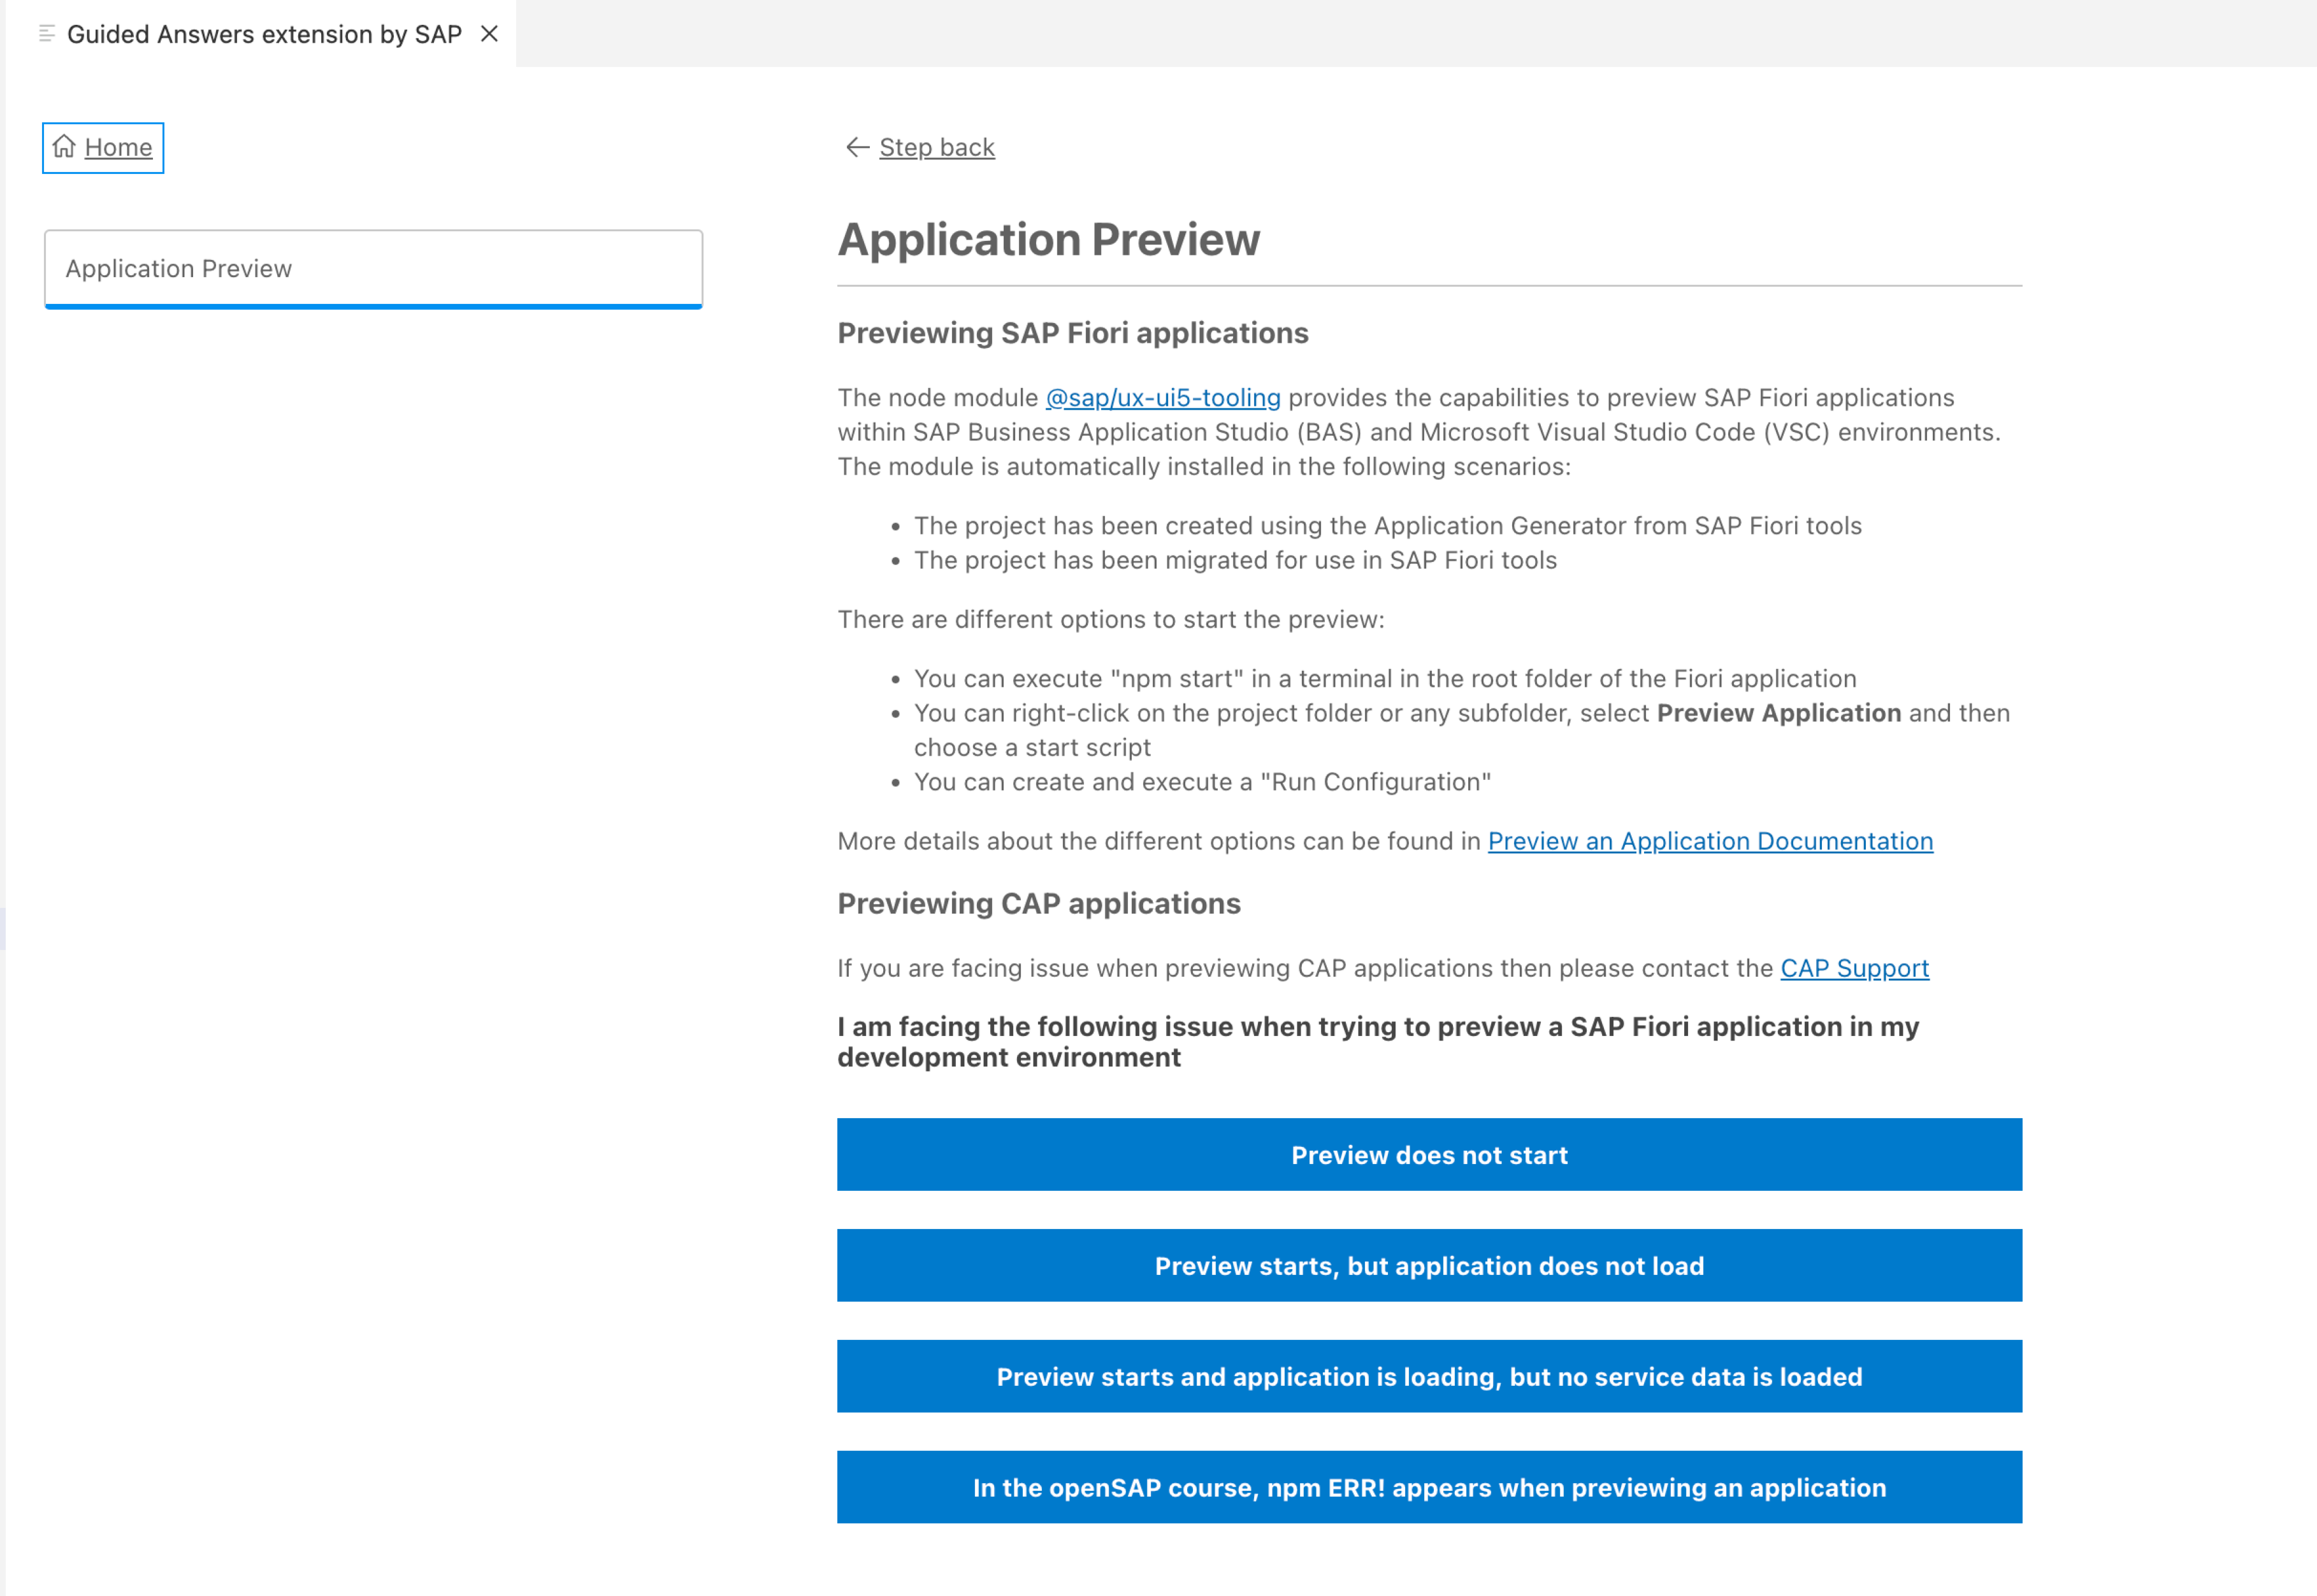 Guided Answers extension by SAP
Home
Step back
Application Preview
Application Preview
Previewing SAP Fiori applications
The node module @sap/ux-ui5-tooling provides the capabilities to preview SAP Fiori applications
within SAP Business Application Studio (BAS) and Microsoft Visual Studio Code (VSC) environments.
The module is automatically installed in the following scenarios:
• The project has been created using the Application Generator from SAP Fiori tools
• The project has been migrated for use in SAP Fiori tools
There are different options to start the preview:
• You can execute "npm start" in a terminal in the root folder of the Fiori application
• You can right-click on the project folder or any subfolder, select Preview Application and then
choose a start script
• You can create and execute a "Run Configuration"
More details about the different options can be found in Preview an Application Documentation
Previewing CAP applications
If you are facing issue when previewing CAP applications then please contact the CAP Support
I am facing the following issue when trying to preview a SAP Fiori application in my
development environment
Preview does not start
Preview starts, but application does not load
Preview starts and application is loading, but no service data is loaded
In the openSAP course, npm ERR! appears when previewing an application